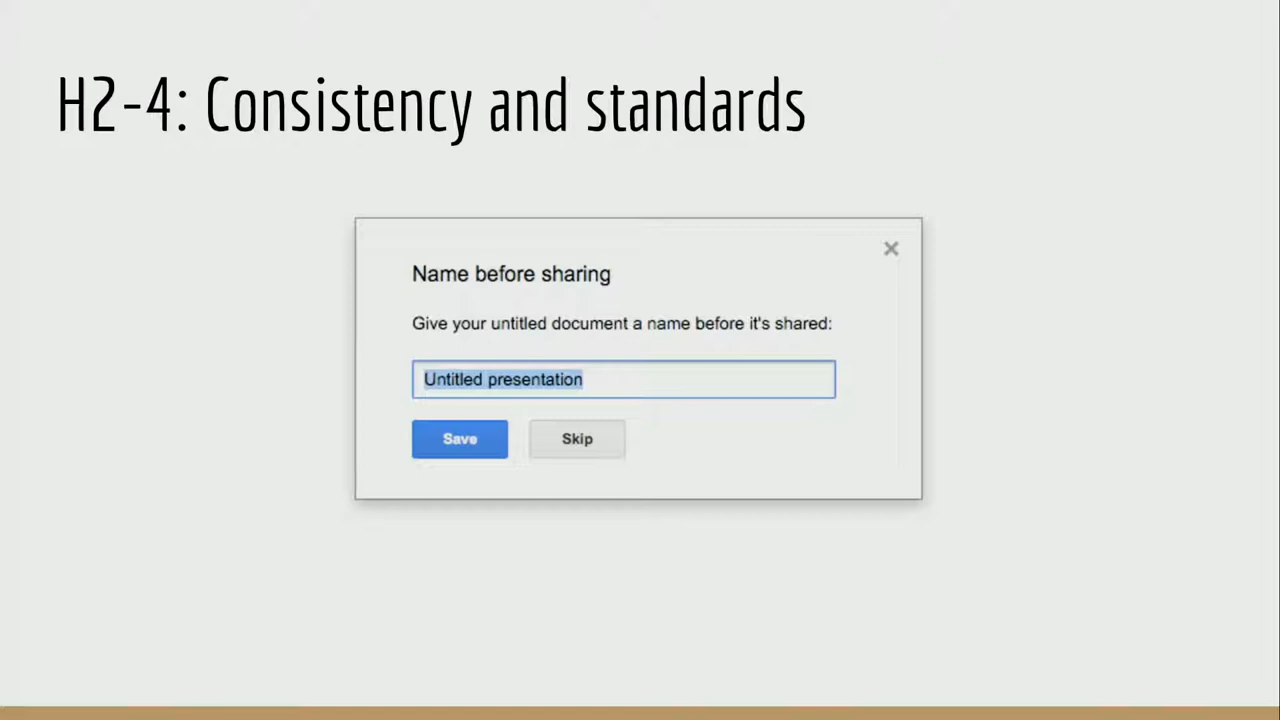 H2-4: Consistency and standards
Name before sharing
Give your untitled document a name before it's shared:
Untitled presentation
Save
Skip